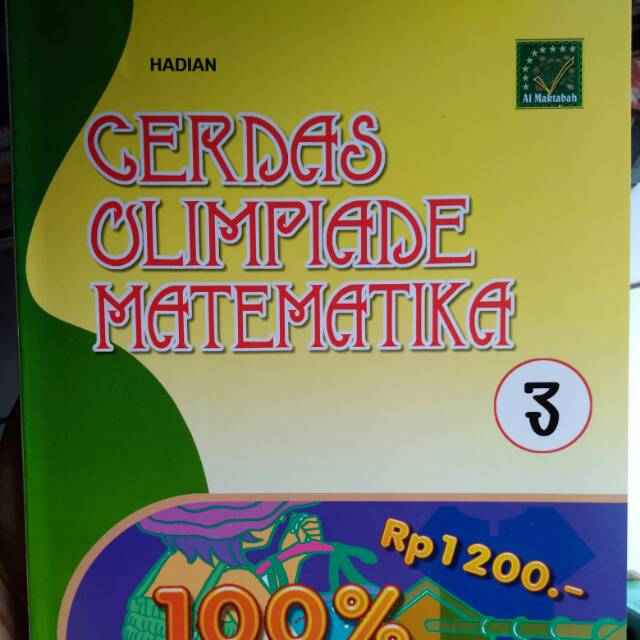 HADIAN
Al Maktabah
CERDAS
OLIMPIADE
MATEMATIKA
3
Rp1200.-
100%